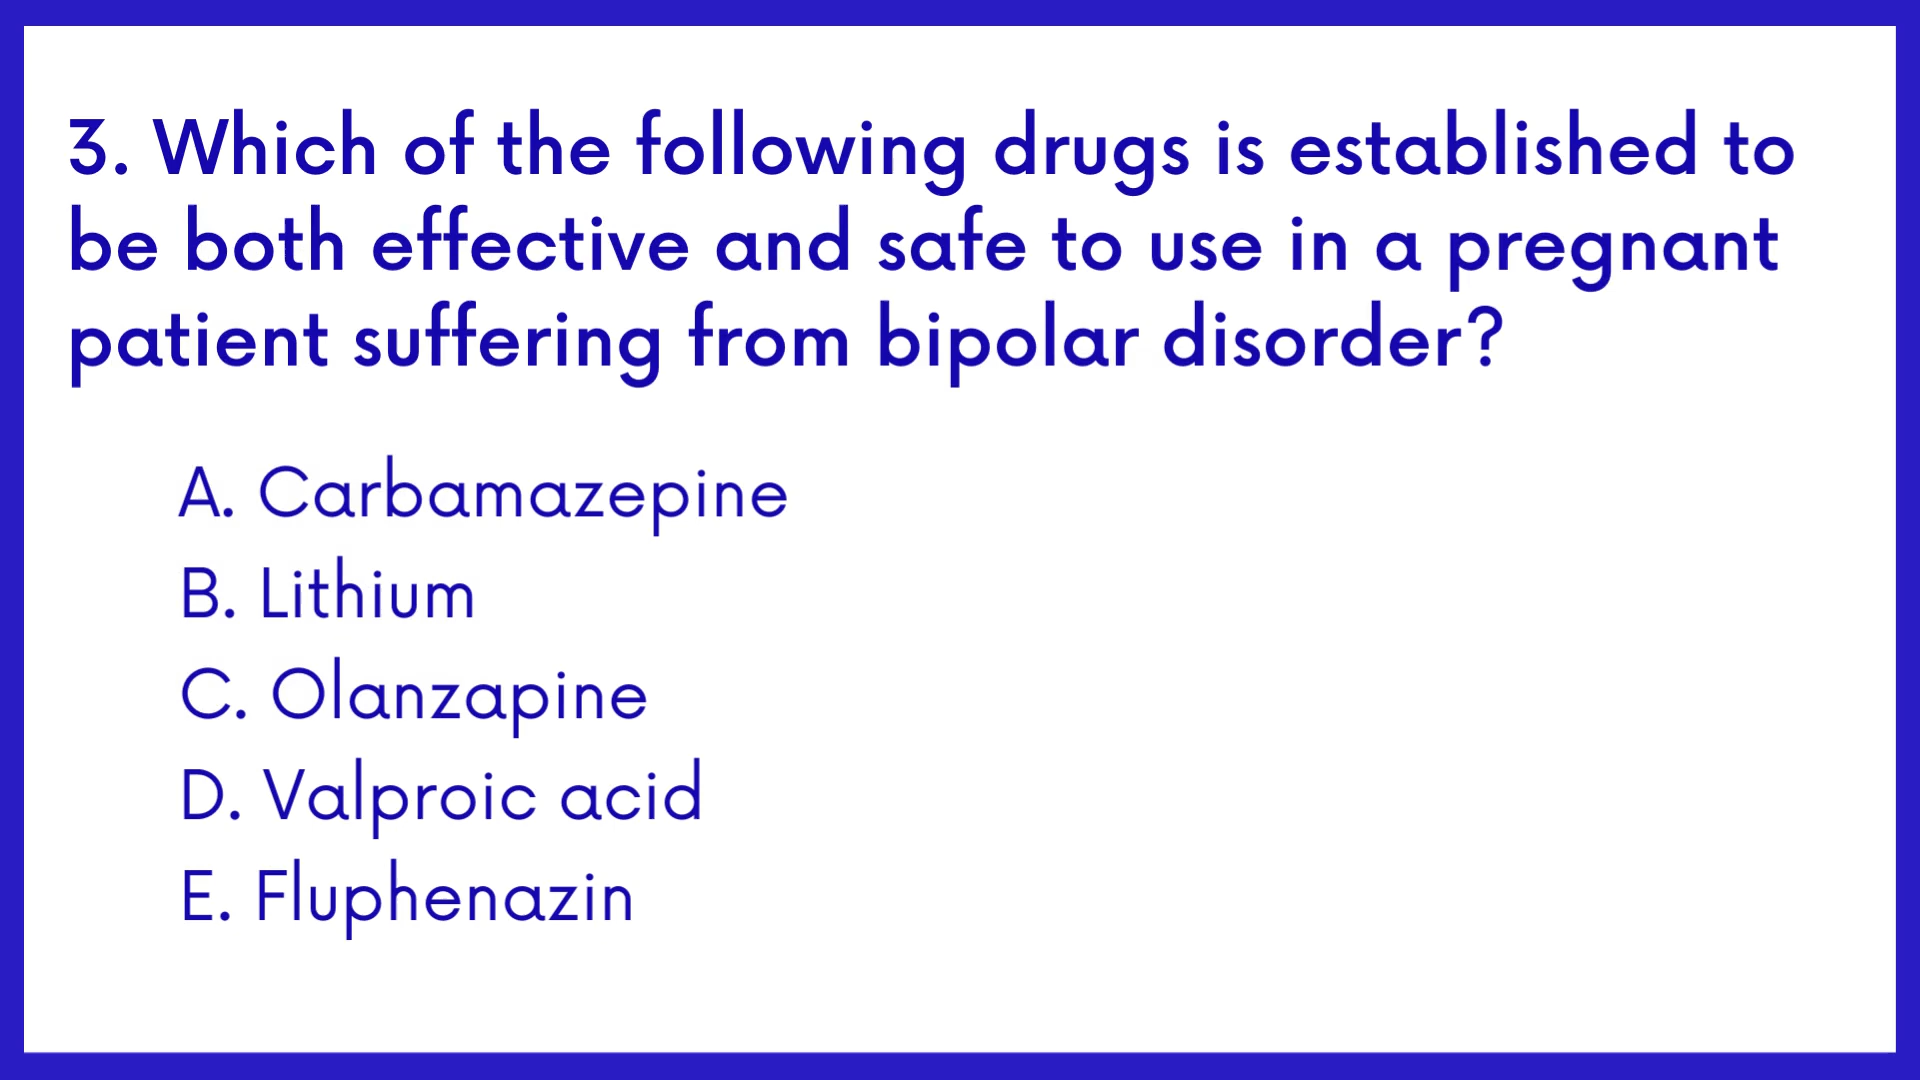 3. Which of the following drugs is established to
be both effective and safe to use in a pregnant
patient suffering from bipolar disorder?
A. Carbamazepine
B. Lithium
C. Olanzapine
D. Valproic acid
E. Fluphenazin